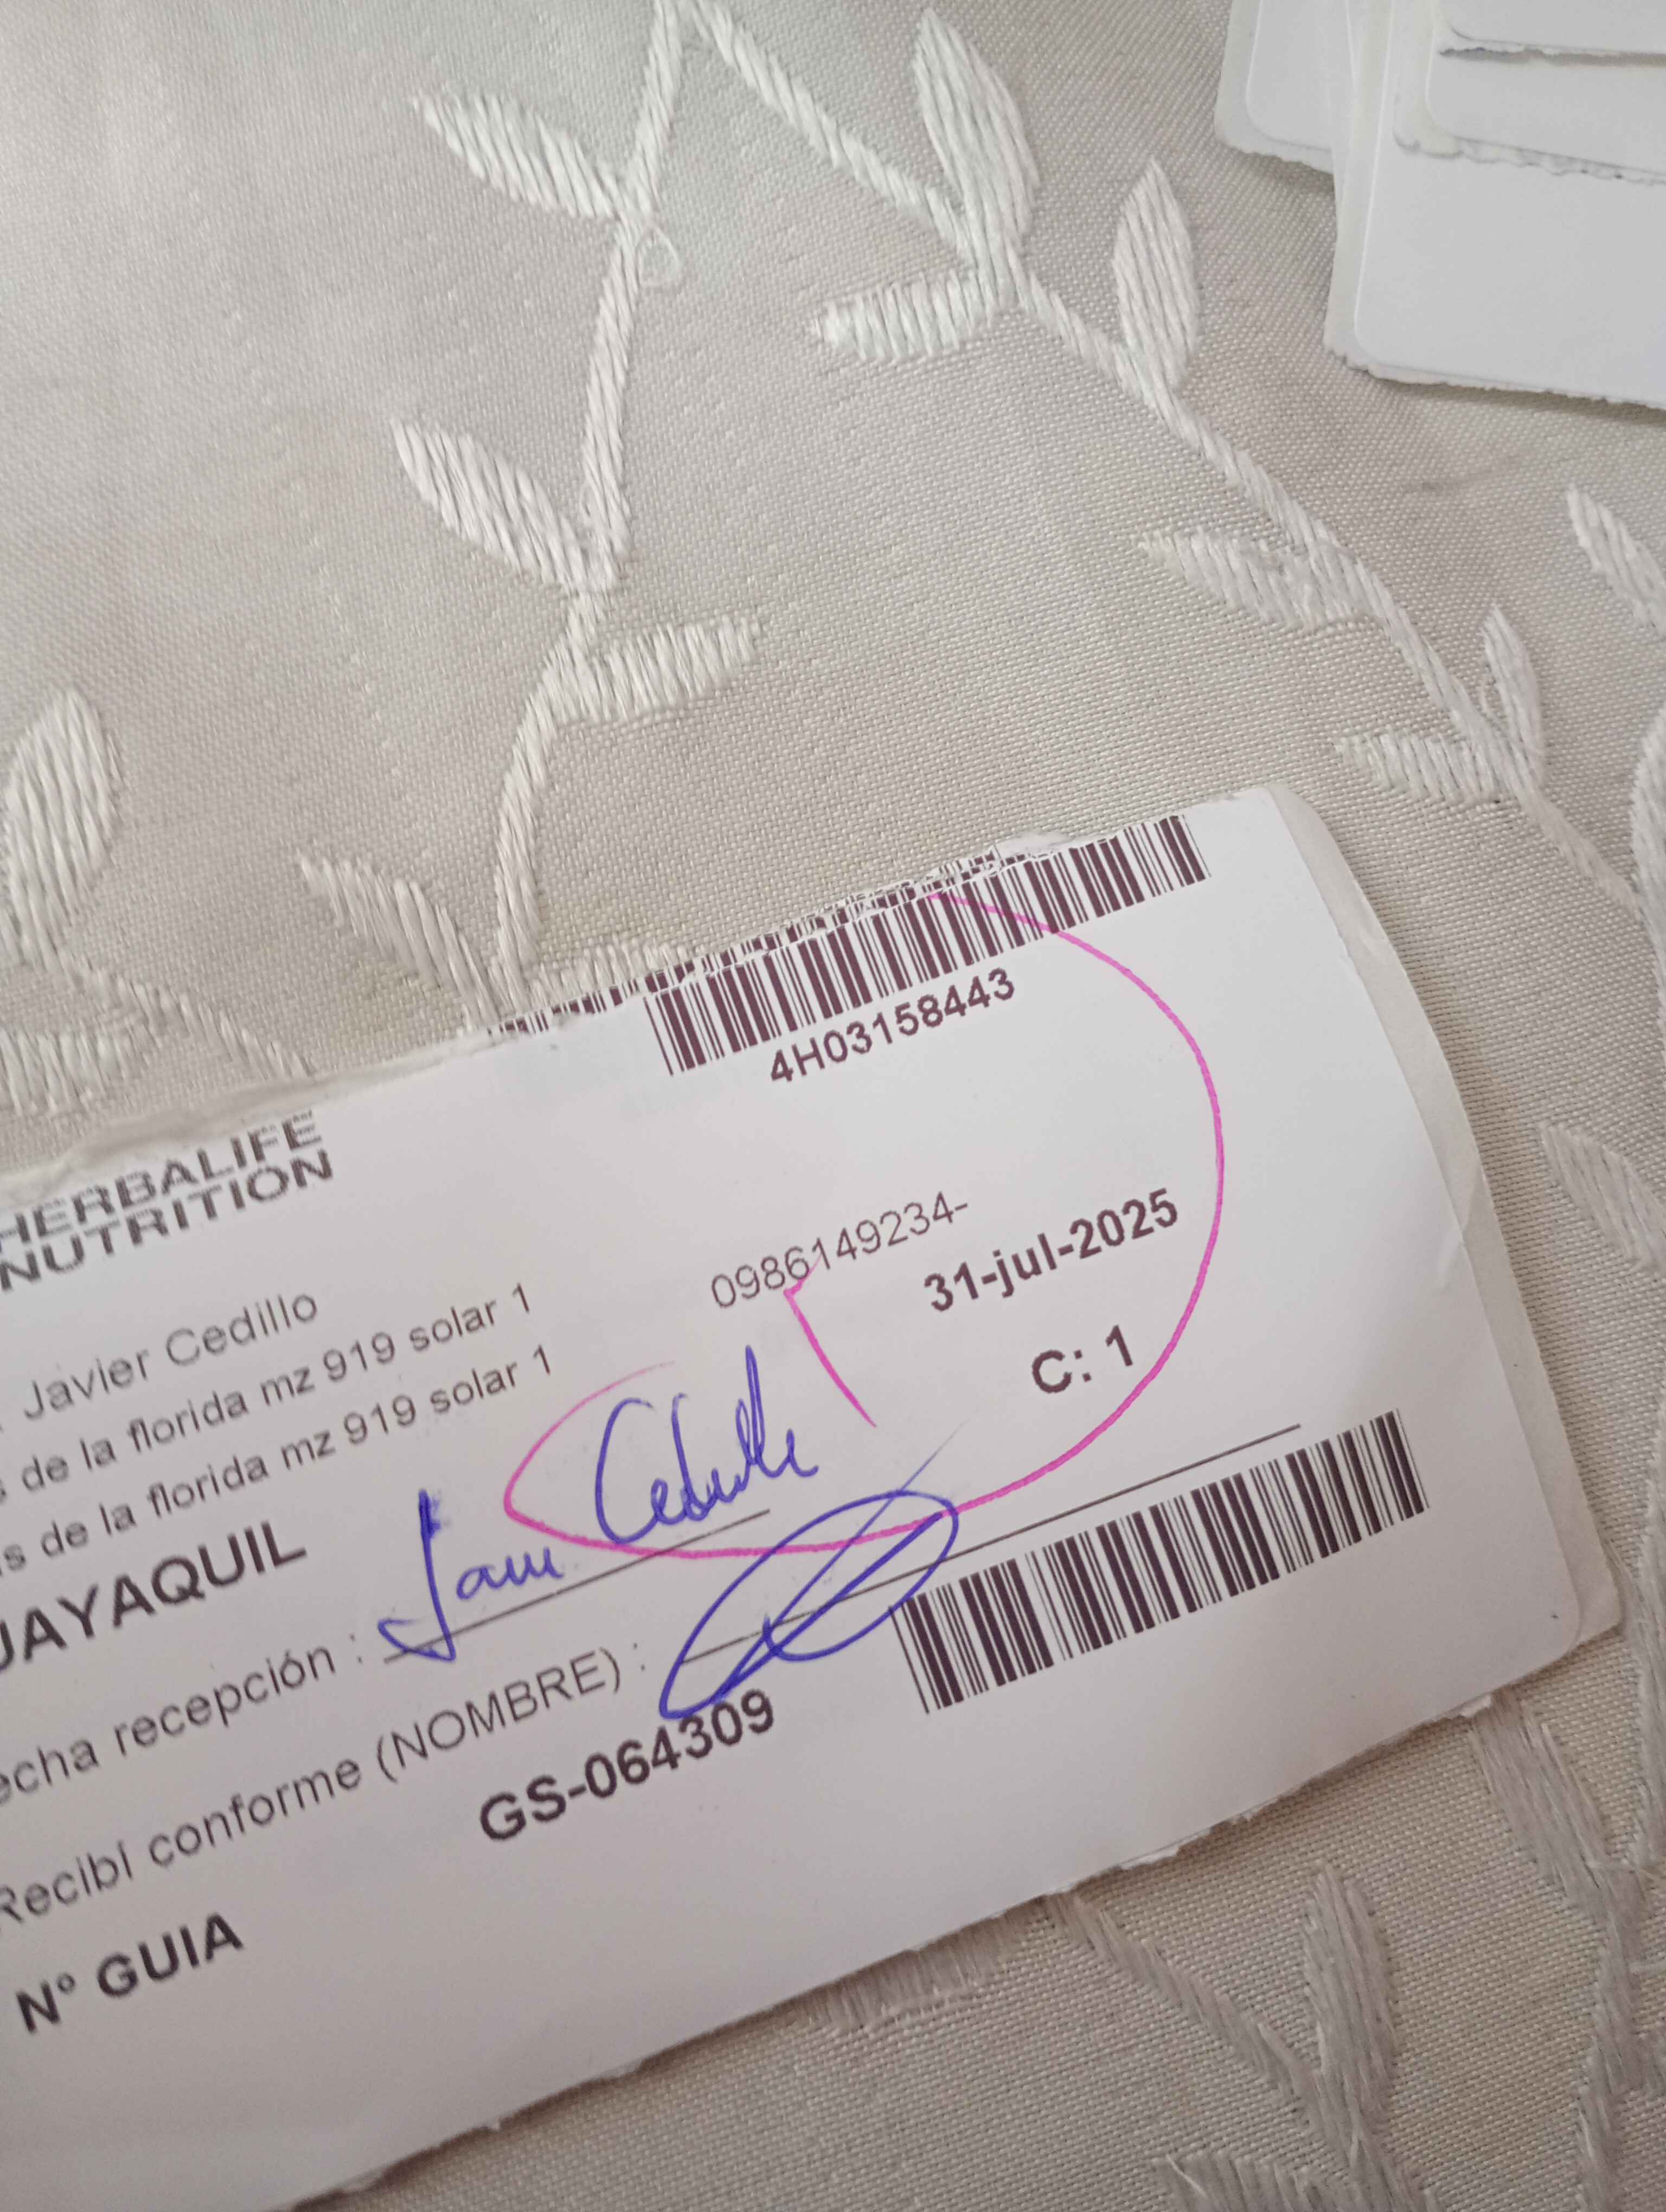 4H03158443
HERBALIFE
NUTRITION
Javier Cedillo
0986149234-
de la florida mz 919 solar 1
31-jul-2025
s de la florida mz 919 solar 1
C: 1
UAYAQUIL
echa recepción : Cedillo
Recibí conforme (NOMBRE) :
Nº GUIA GS-064309